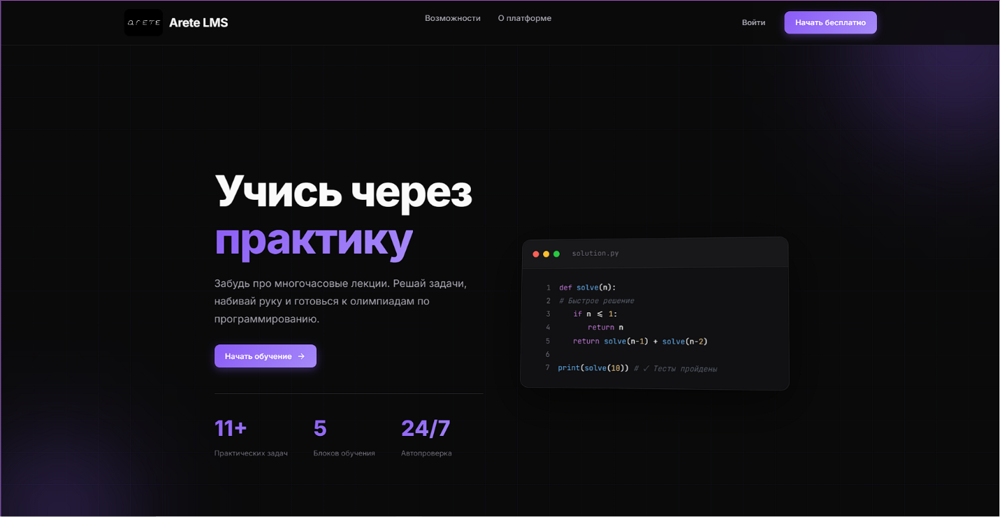 ARETE Arete LMS
Возможности О платформе
Войти Начать бесплатно
Учись через
практику
Забудь про многочасовые лекции. Решай задачи,
набивай руку и готовься к олимпиадам по
программированию.
Начать обучение →
11+ 5 24/7
Практических задач Блоков обучения Автопроверка
solution.py
1 def solve(n):
2 # Быстрое решение
3 if n ⩽ 1:
4 return n
5 return solve(n-1) + solve(n-2)
6
7 print(solve(10)) # ✓ Тесты пройдены